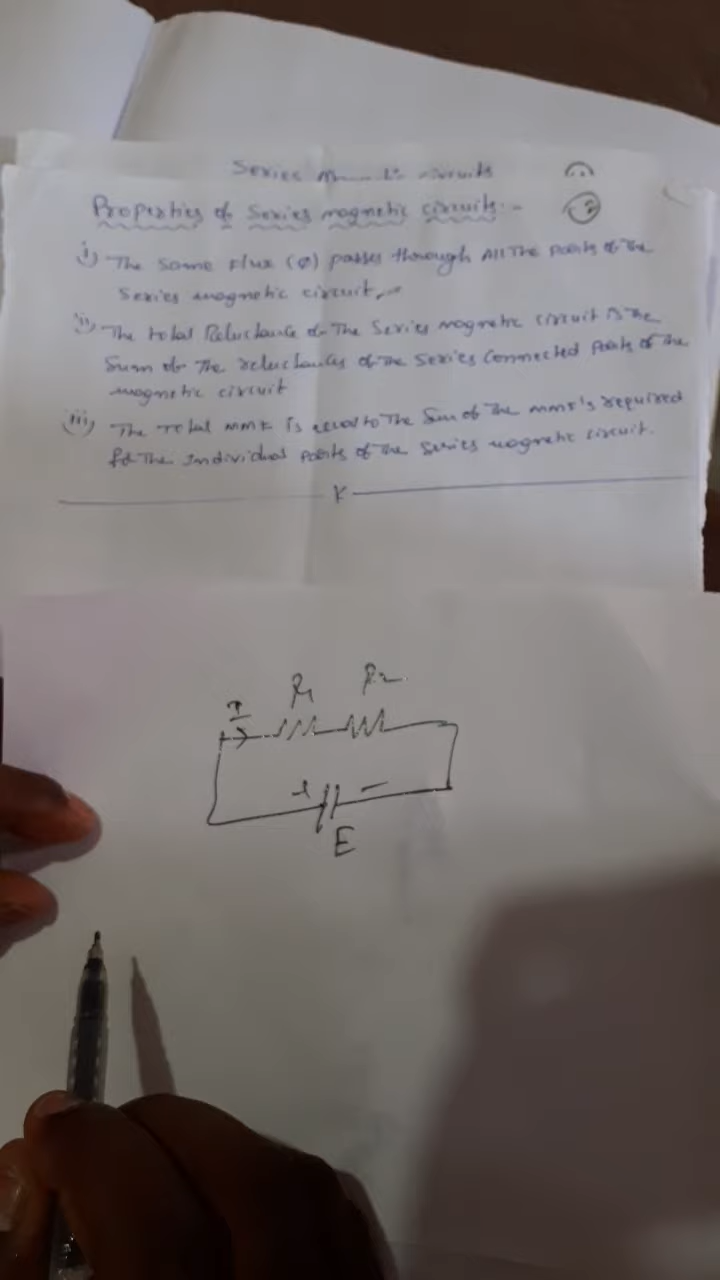 Series circuits
Properties of Series magnetic circuits:-
i) The Same Flux (Φ) passes through All The parts of The
Series magnetic circuit.
ii) The total Reluctance of The Series magnetic circuit is The
Sum of The reluctances of The Series Connected parts of The
magnetic circuit
iii) The Total MMF is equal to The Sum of The MMF's required
for The Individual parts of The Series magnetic circuit.
K
R1 R2
I
+ -
E